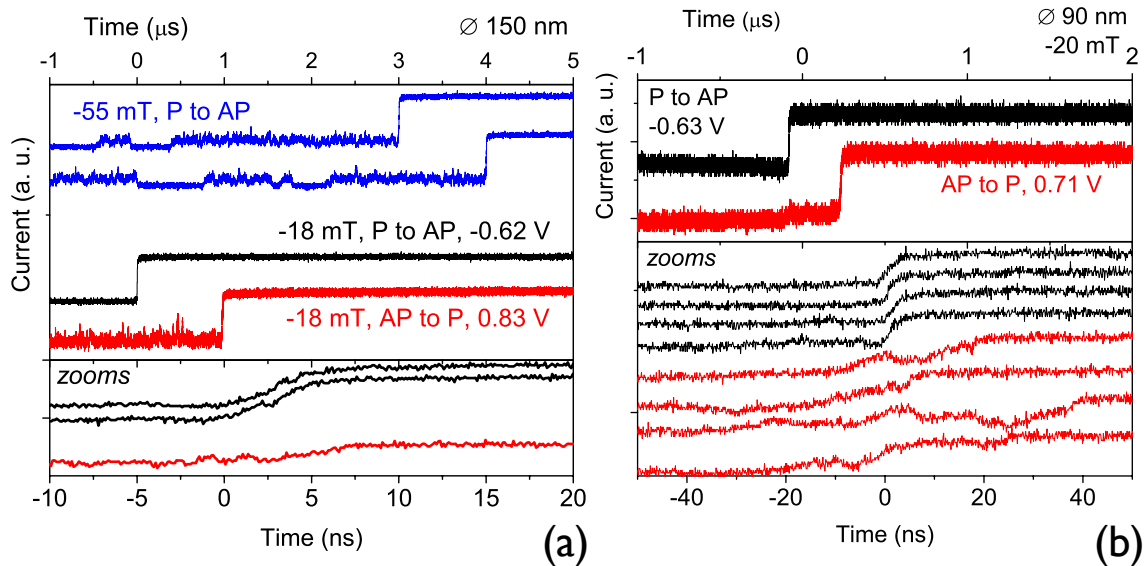 Time (μs)
∅ 150 nm
-1 0 1 2 3 4 5
-55 mT, P to AP
-18 mT, P to AP, -0.62 V
-18 mT, AP to P, 0.83 V
Current (a. u.)
zooms
-10 -5 0 5 10 15 20
Time (ns)
(a)
Time (μs)
∅ 90 nm
-20 mT
-1 0 1 2
P to AP
-0.63 V
AP to P, 0.71 V
Current (a. u.)
zooms
-40 -20 0 20 40
Time (ns)
(b)